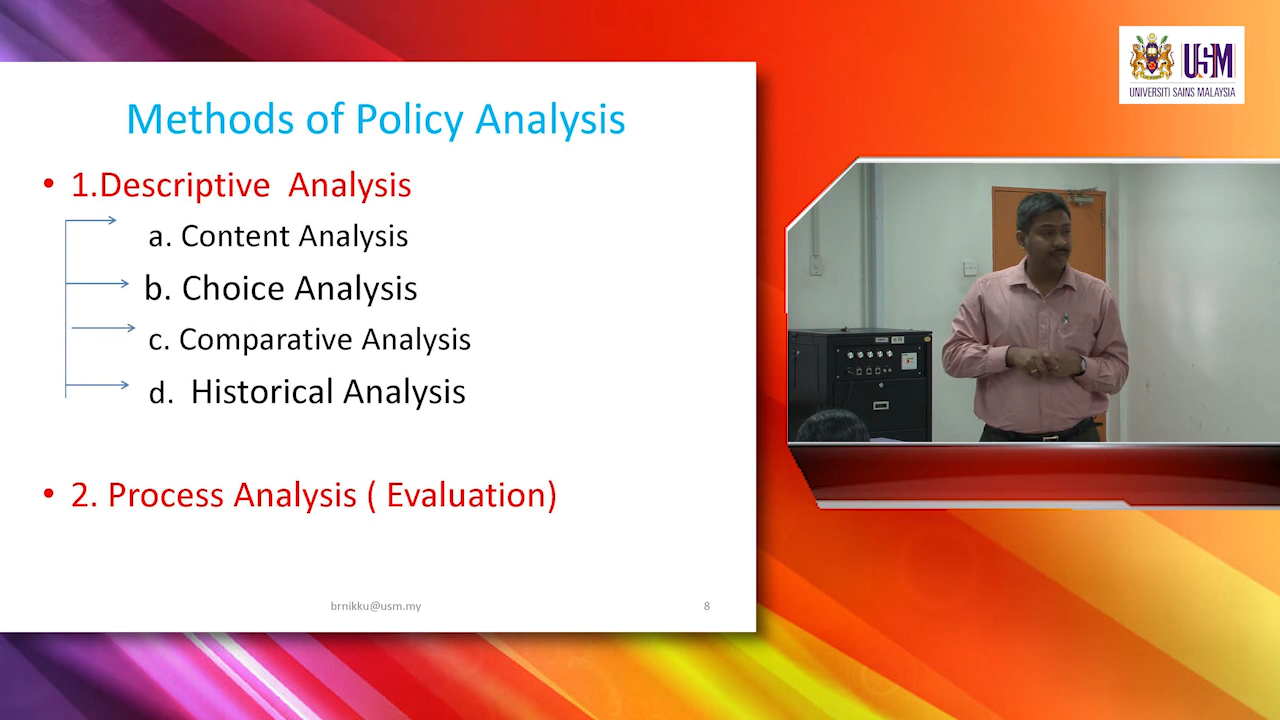 Methods of Policy Analysis
• 1.Descriptive Analysis
a. Content Analysis
b. Choice Analysis
c. Comparative Analysis
d. Historical Analysis
• 2. Process Analysis ( Evaluation)
brnikku@usm.my
8
USM
UNIVERSITI SAINS MALAYSIA